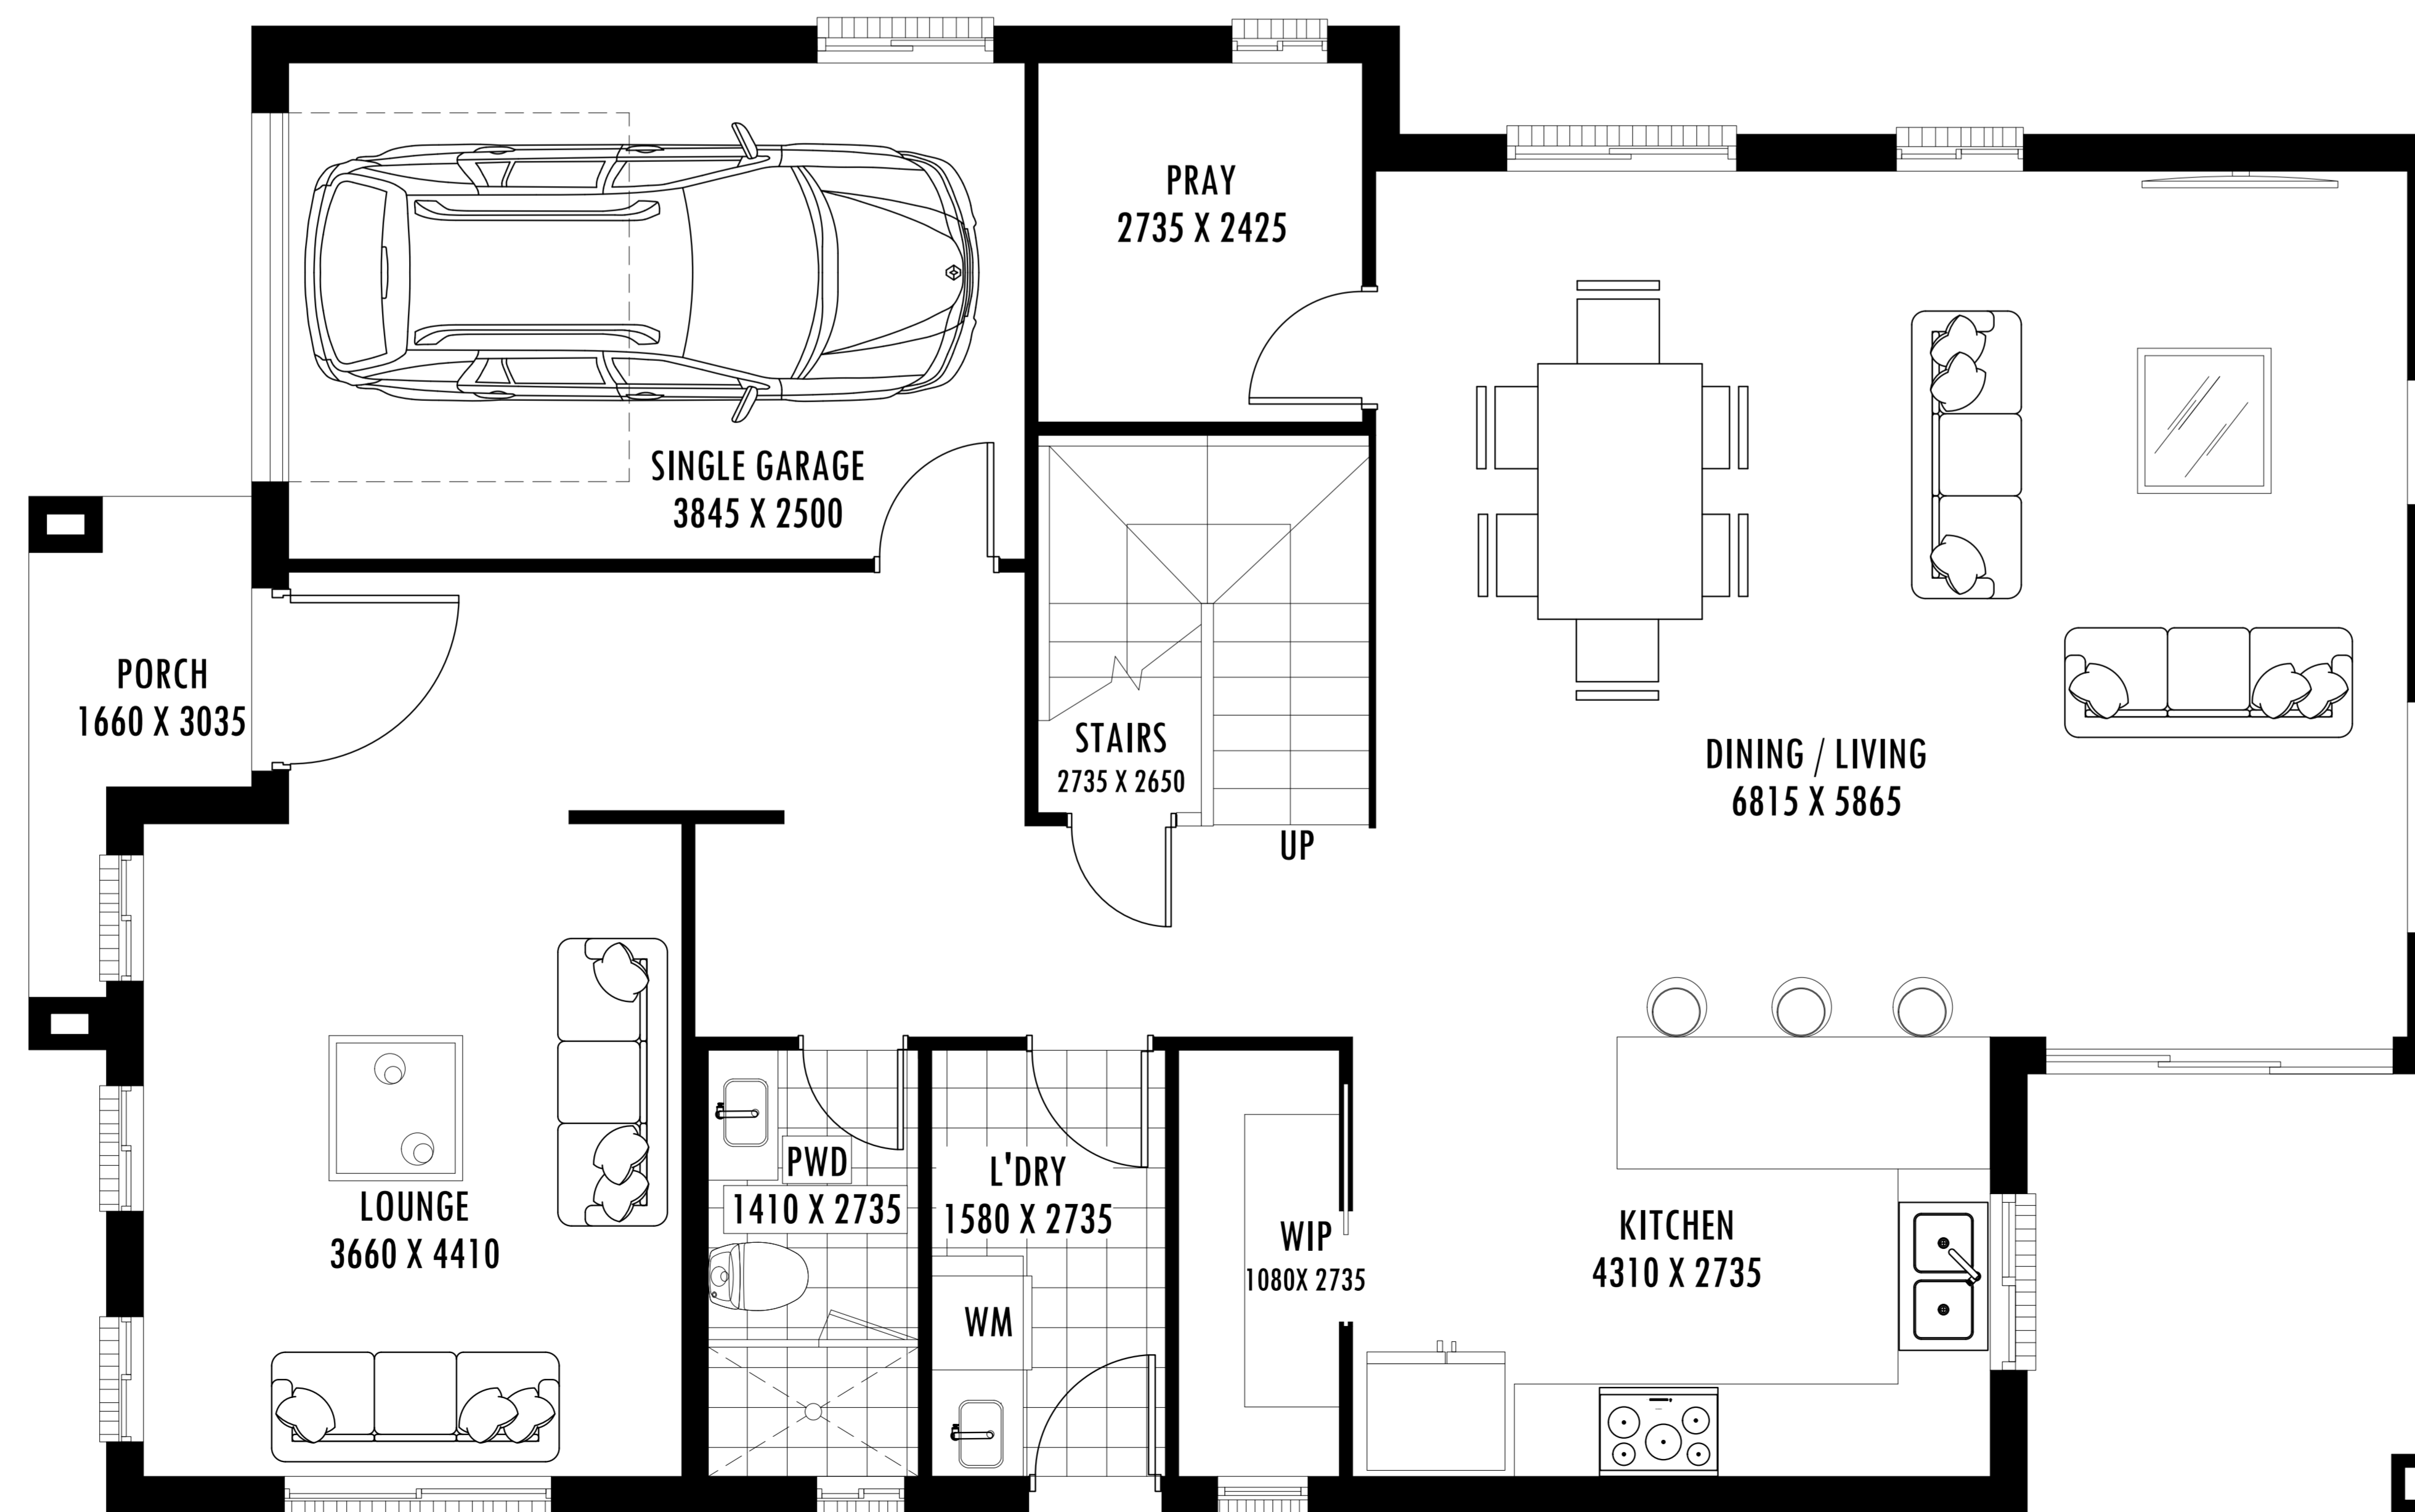 PRAY
2735 X 2425
SINGLE GARAGE
3845 X 2500
PORCH
1660 X 3035
STAIRS
2735 X 2650
UP
DINING / LIVING
6815 X 5865
LOUNGE
3660 X 4410
PWD
1410 X 2735
L'DRY
1580 X 2735
WM
WIP
1080X 2735
KITCHEN
4310 X 2735